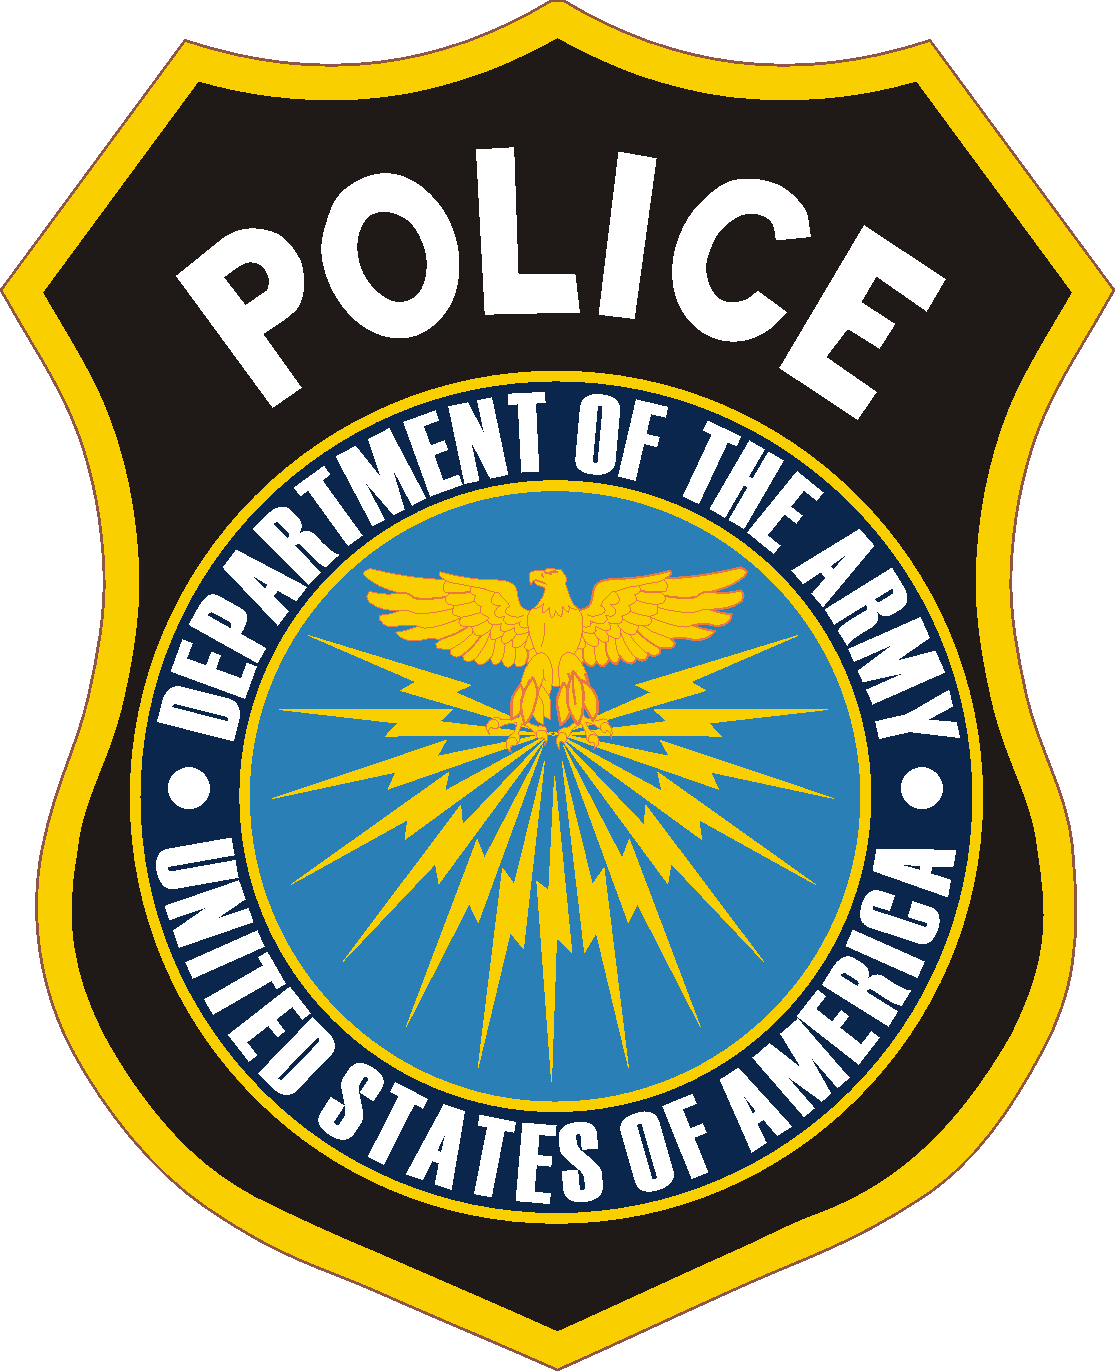 POLICE
DEPARTMENT OF THE ARMY
UNITED STATES OF AMERICA